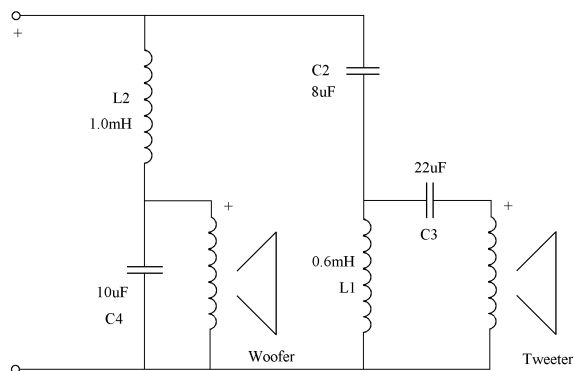 +
L2
1.0mH
C2
8uF
22uF
+
C3
+
0.6mH
L1
10uF
C4
Woofer
Tweeter